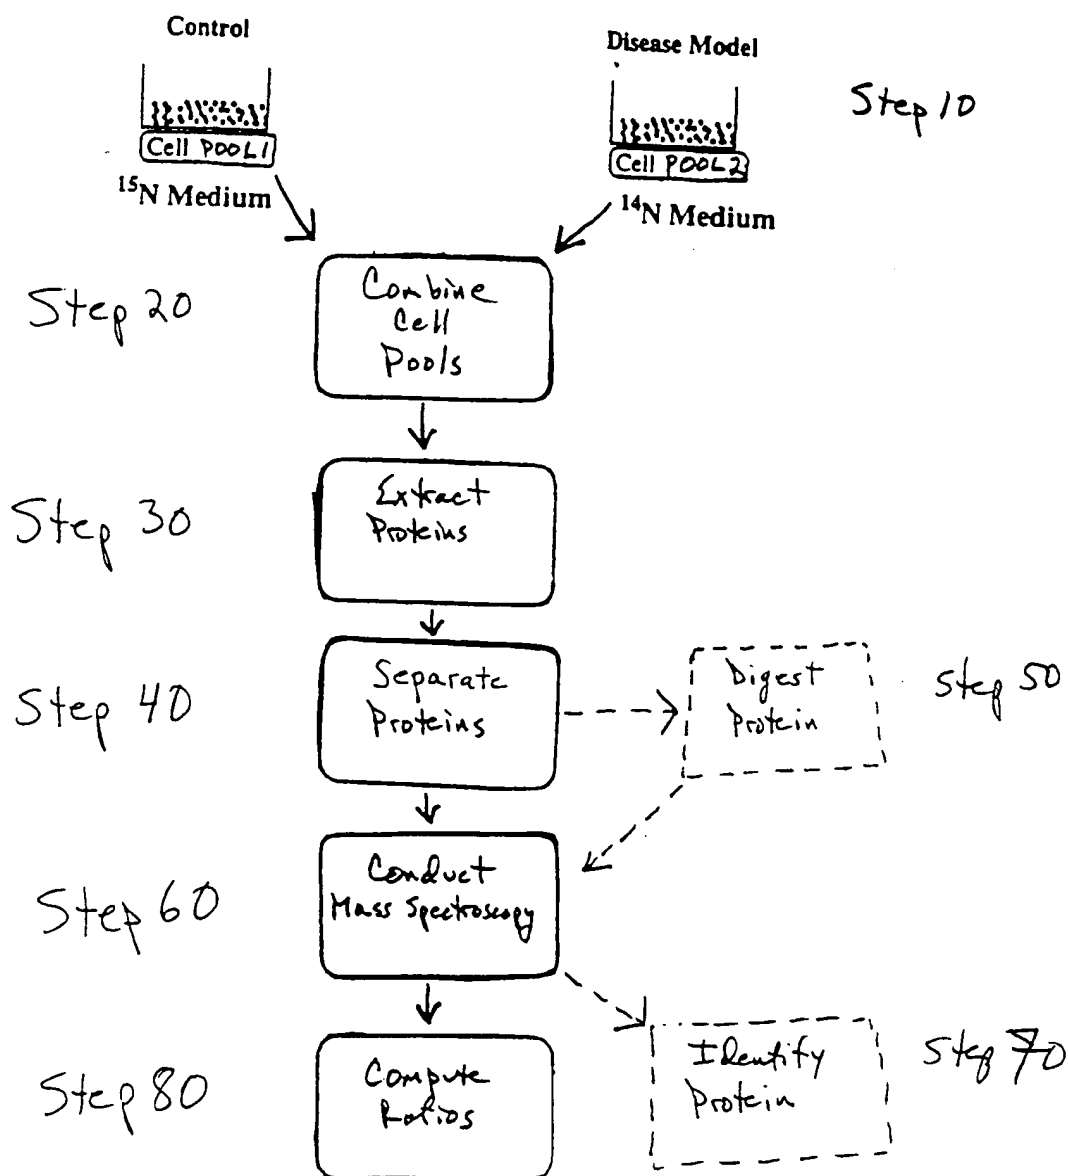 Control
Disease Model
Step 10
Cell POOL1
Cell POOL2
¹⁵N Medium
¹⁴N Medium
Step 20
Combine
Cell
Pools
Step 30
Extract
Proteins
Step 40
Separate
Proteins
Digest
Protein
Step 50
Step 60
Conduct
Mass Spectroscopy
Step 70
Identify
Protein
Step 80
Compute
Ratios